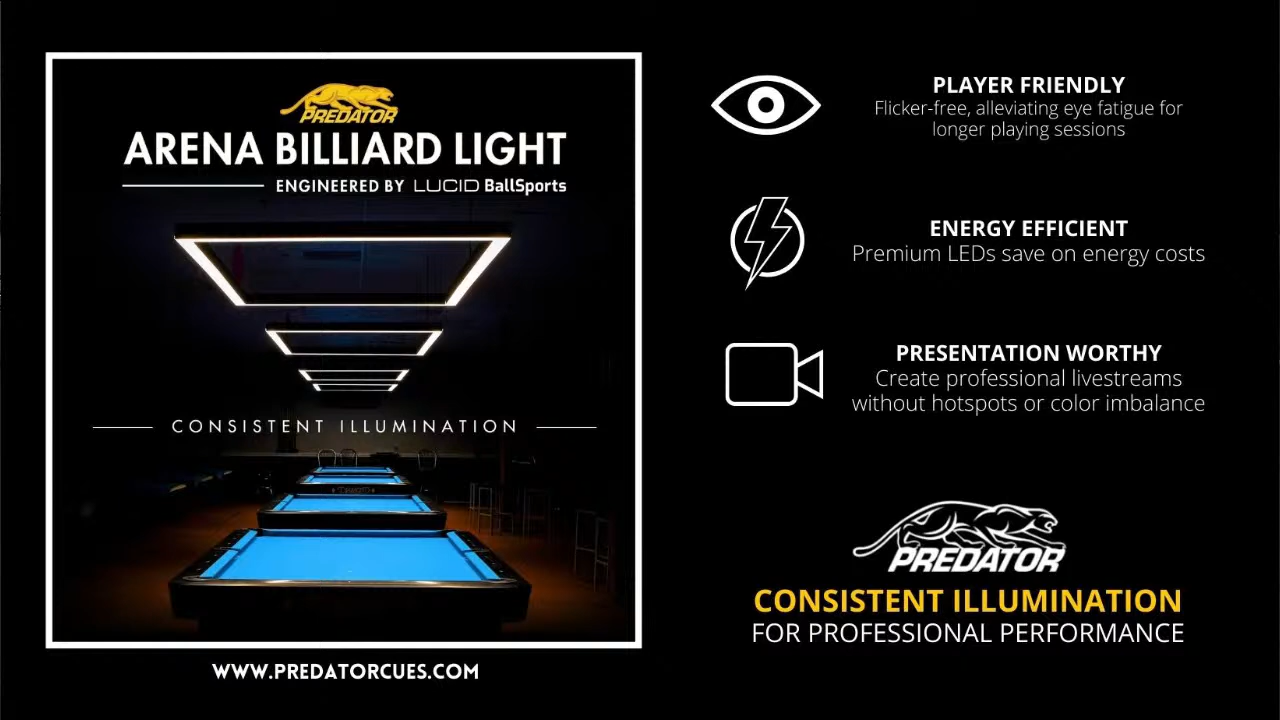 PREDATOR
ARENA BILLIARD LIGHT
ENGINEERED BY LUCID BallSports
CONSISTENT ILLUMINATION
WWW.PREDATORCUES.COM
PLAYER FRIENDLY
Flicker-free, alleviating eye fatigue for
longer playing sessions
ENERGY EFFICIENT
Premium LEDs save on energy costs
PRESENTATION WORTHY
Create professional livestreams
without hotspots or color imbalance
PREDATOR
CONSISTENT ILLUMINATION
FOR PROFESSIONAL PERFORMANCE